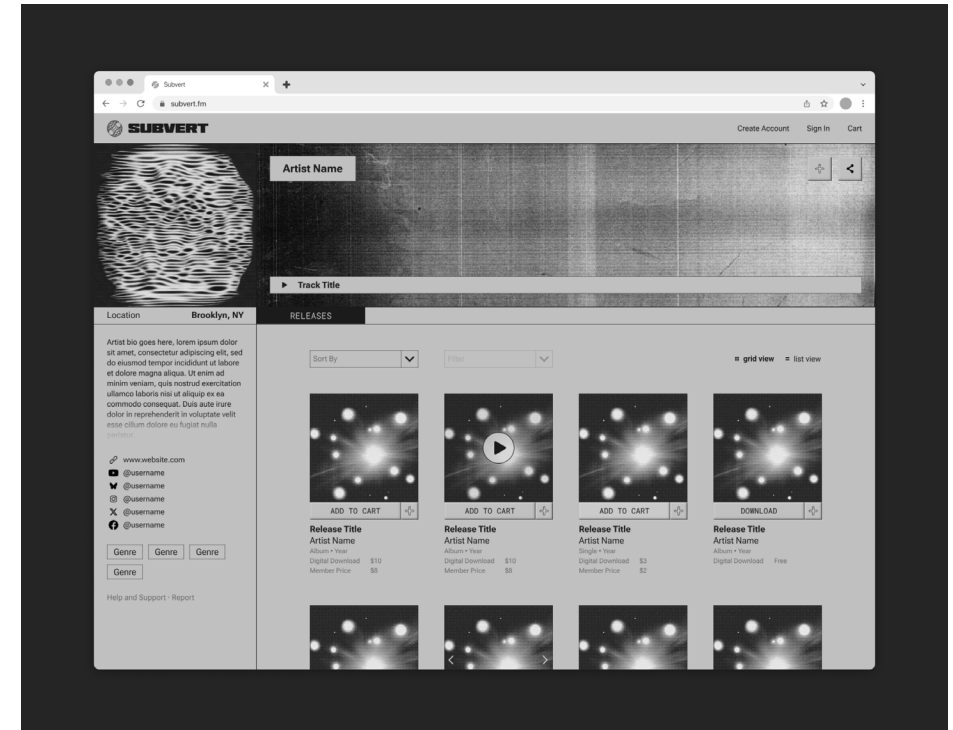 Subvert
subvert.fm
SUBVERT
Create Account Sign In Cart
Artist Name
Track Title
Location Brooklyn, NY
RELEASES
Artist bio goes here, lorem ipsum dolor
sit amet, consectetur adipiscing elit, sed
do eiusmod tempor incididunt ut labore
et dolore magna aliqua. Ut enim ad
minim veniam, quis nostrud exercitation
ullamco laboris nisi ut aliquip ex ea
commodo consequat. Duis aute irure
dolor in reprehenderit in voluptate velit
esse cillum dolore eu fugiat nulla
pariatur
www.website.com
@username
@username
@username
@username
@username
Genre Genre Genre
Genre
Help and Support · Report
Sort By Filter grid view list view
ADD TO CART ADD TO CART ADD TO CART DOWNLOAD
Release Title Release Title Release Title Release Title
Artist Name Artist Name Artist Name Artist Name
Album • Year Album • Year Single • Year Album • Year
Digital Download $10 Digital Download $10 Digital Download $3 Digital Download Free
Member Price $8 Member Price $8 Member Price $2